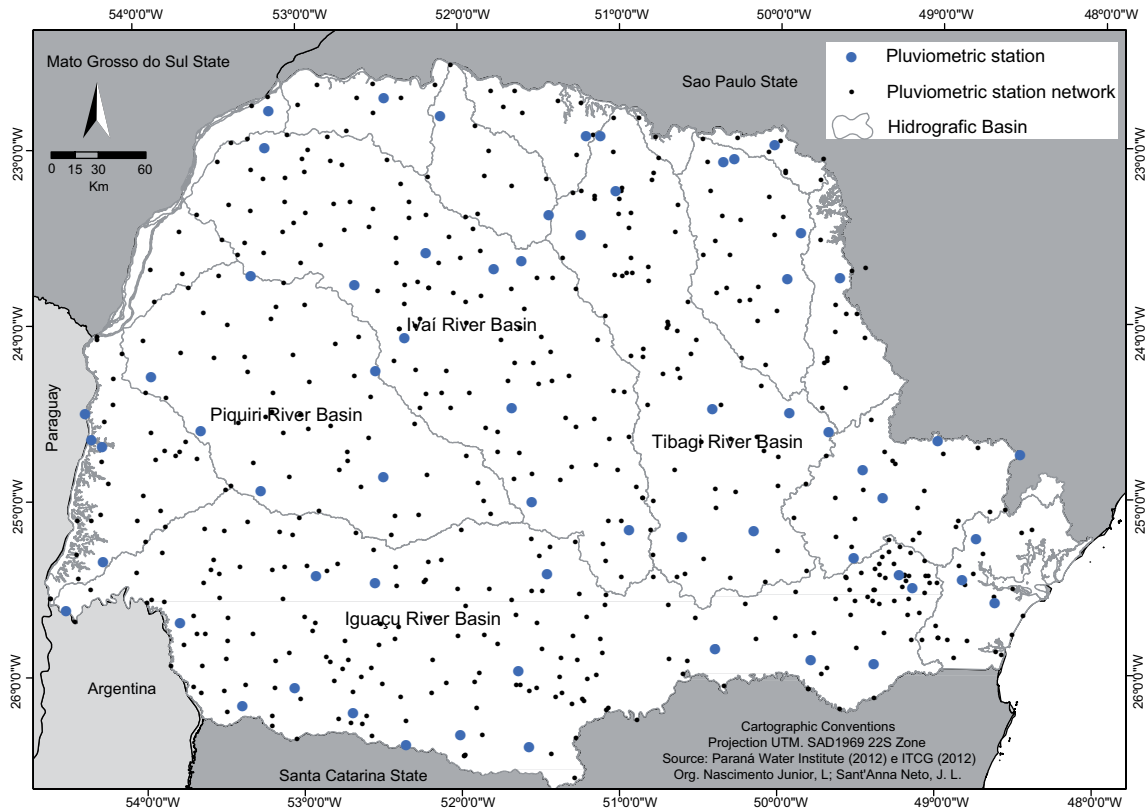 54°0'0"W 53°0'0"W 52°0'0"W 51°0'0"W 50°0'0"W 49°0'0"W 48°0'0"W
Mato Grosso do Sul State
Sao Paulo State
Pluviometric station
Pluviometric station network
Hidrografic Basin
0 15 30 60
Km
23°0'0"W 23°0'0"W
24°0'0"W 24°0'0"W
25°0'0"W 25°0'0"W
26°0'0"W 26°0'0"W
Ivaí River Basin
Paraguay
Piquiri River Basin
Tibagi River Basin
Iguaçu River Basin
Argentina
Santa Catarina State
Cartographic Conventions
Projection UTM. SAD1969 22S Zone
Source: Paraná Water Institute (2012) e ITCG (2012)
Org. Nascimento Junior, L; Sant'Anna Neto, J. L.
54°0'0"W 53°0'0"W 52°0'0"W 51°0'0"W 50°0'0"W 49°0'0"W 48°0'0"W